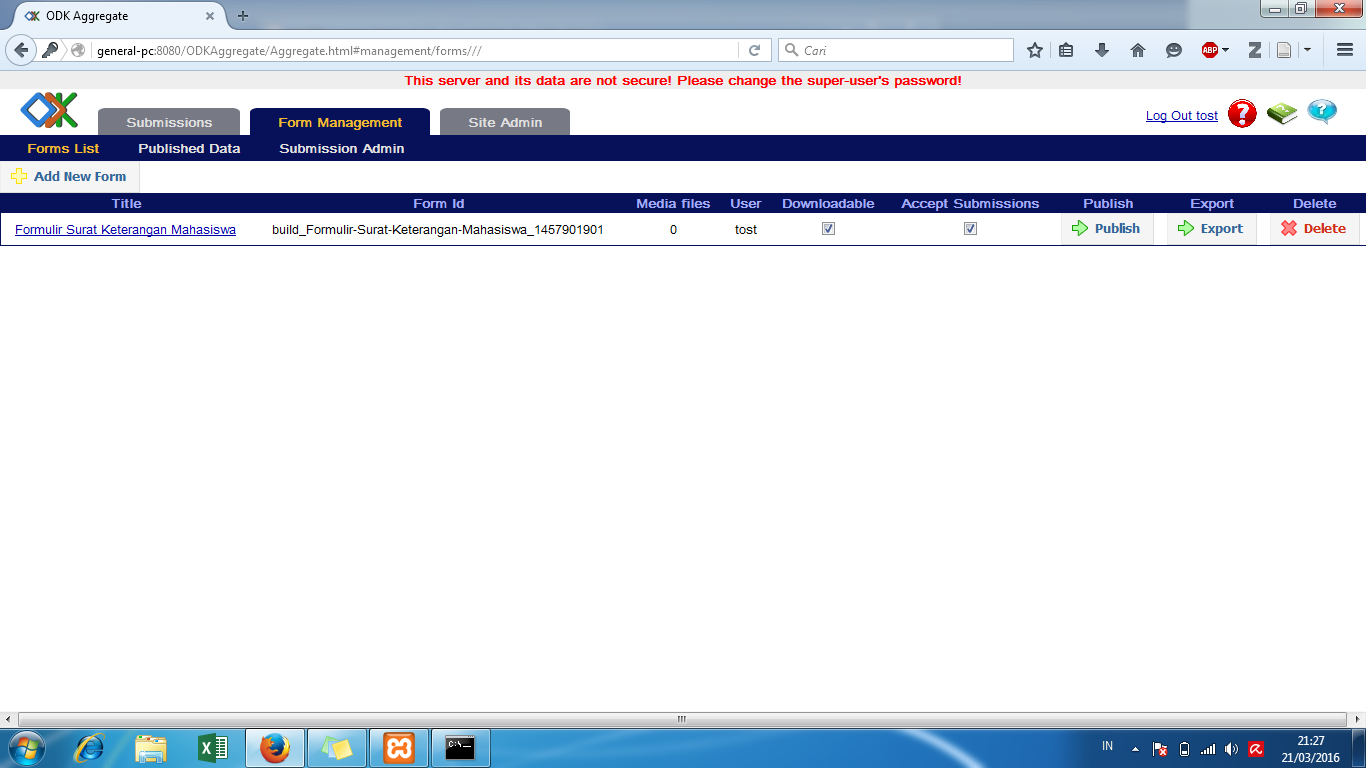 ODK Aggregate
general-pc:8080/ODKAggregate/Aggregate.html#management/forms///
Cari
ABP
This server and its data are not secure! Please change the super-user's password!
Submissions
Form Management
Site Admin
Log Out tost
Forms List
Published Data
Submission Admin
Add New Form
Title Form Id Media files User Downloadable Accept Submissions Publish Export Delete
Formulir Surat Keterangan Mahasiswa build_Formulir-Surat-Keterangan-Mahasiswa_1457901901 0 tost Publish Export Delete
C:\_
IN
21:27
21/03/2016